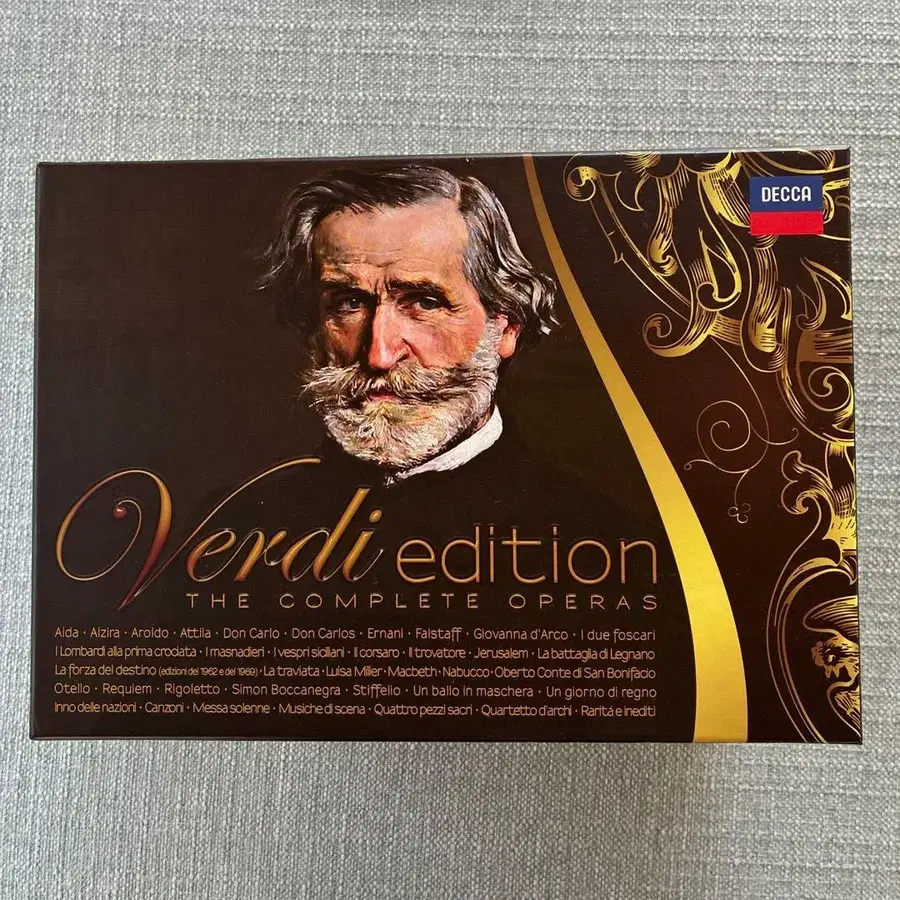 DECCA
Verdi edition
THE COMPLETE OPERAS
Aida · Alzira · Aroldo · Attila · Don Carlo · Don Carlos · Ernani · Falstaff · Giovanna d'Arco · I due foscari
I Lombardi alla prima crociata · I masnadieri · I vespri siciliani · Il corsaro · Il trovatore · Jerusalem · La battaglia di Legnano
La forza del destino (edizioni del 1962 e del 1969) · La traviata · Luisa Miller · Macbeth · Nabucco · Oberto Conte di San Bonifacio
Otello · Requiem · Rigoletto · Simon Boccanegra · Stiffelio · Un ballo in maschera · Un giorno di regno
Inno delle nazioni · Canzoni · Messa solenne · Musiche di scena · Quattro pezzi sacri · Quartetto d'archi · Rarità e inediti